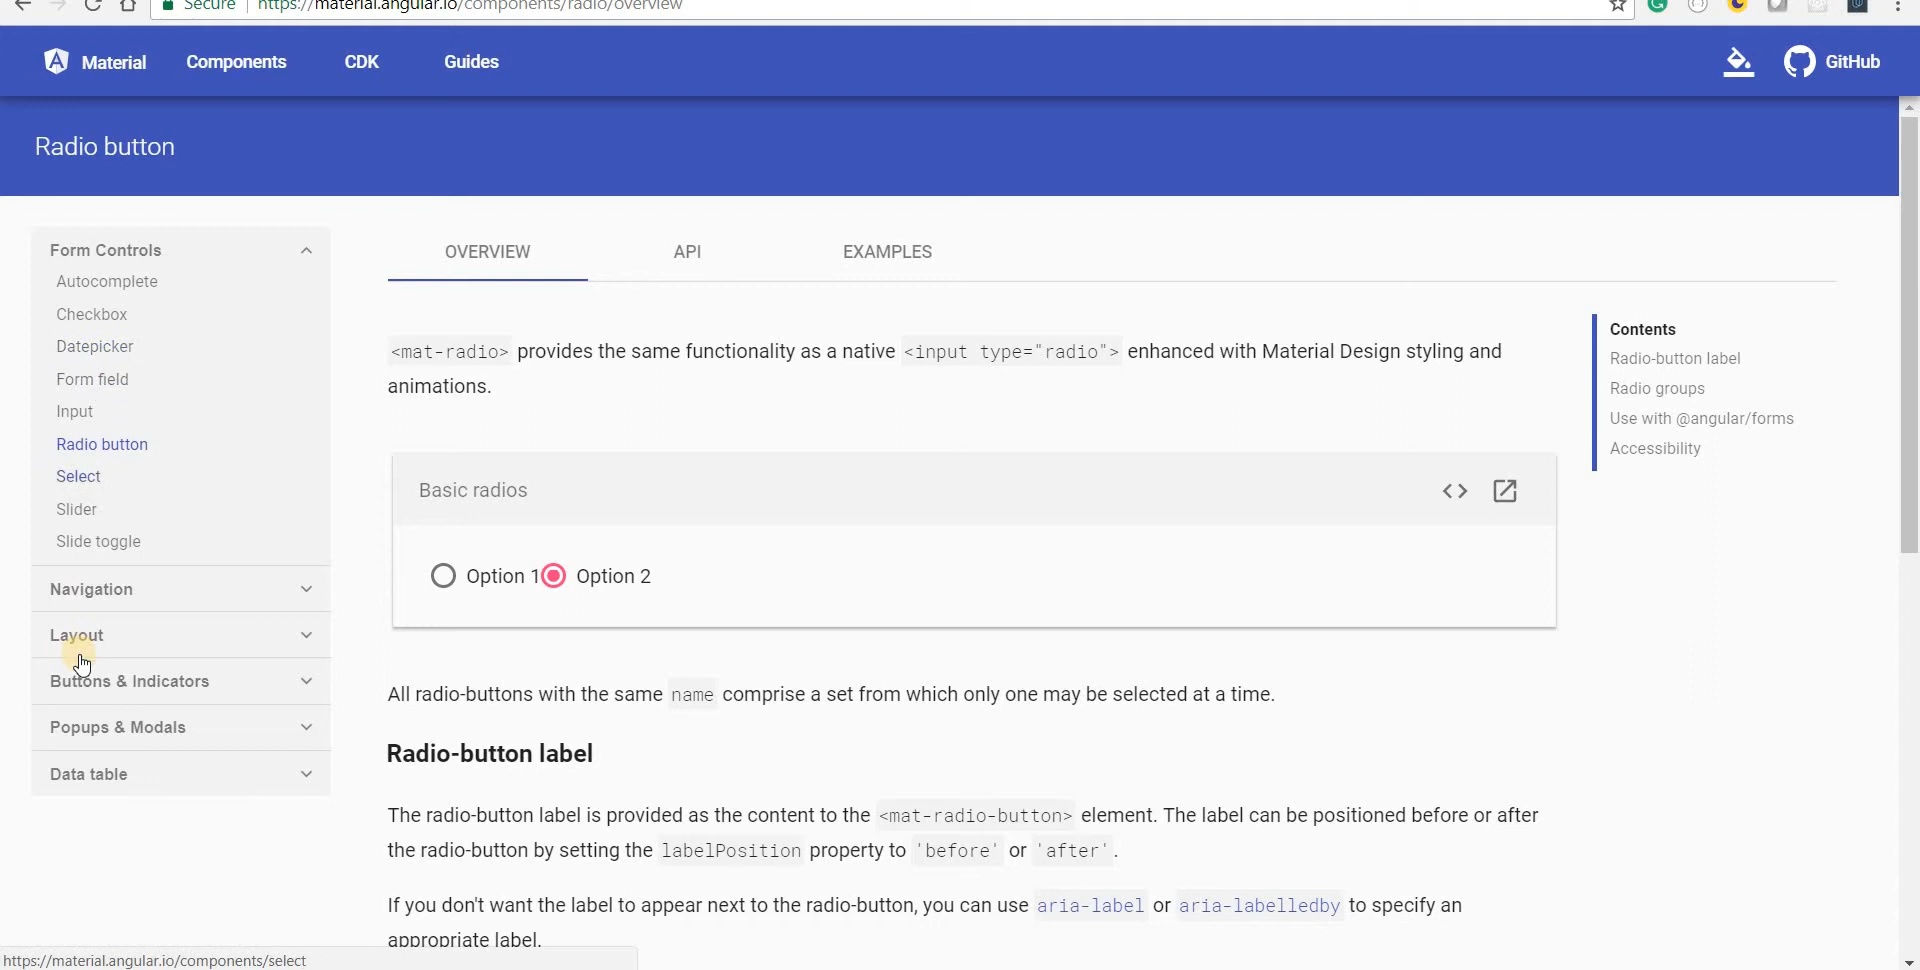 Secure https://material.angular.io/components/radio/overview
Material Components CDK Guides GitHub
Radio button
Form Controls
Autocomplete
Checkbox
Datepicker
Form field
Input
Radio button
Select
Slider
Slide toggle
Navigation
Layout
Buttons & Indicators
Popups & Modals
Data table
OVERVIEW API EXAMPLES
<mat-radio> provides the same functionality as a native <input type="radio"> enhanced with Material Design styling and
animations.
Basic radios
Option 1 Option 2
All radio-buttons with the same name comprise a set from which only one may be selected at a time.
Radio-button label
The radio-button label is provided as the content to the <mat-radio-button> element. The label can be positioned before or after
the radio-button by setting the labelPosition property to 'before' or 'after'.
If you don't want the label to appear next to the radio-button, you can use aria-label or aria-labelledby to specify an
appropriate label.
Contents
Radio-button label
Radio groups
Use with @angular/forms
Accessibility
https://material.angular.io/components/select